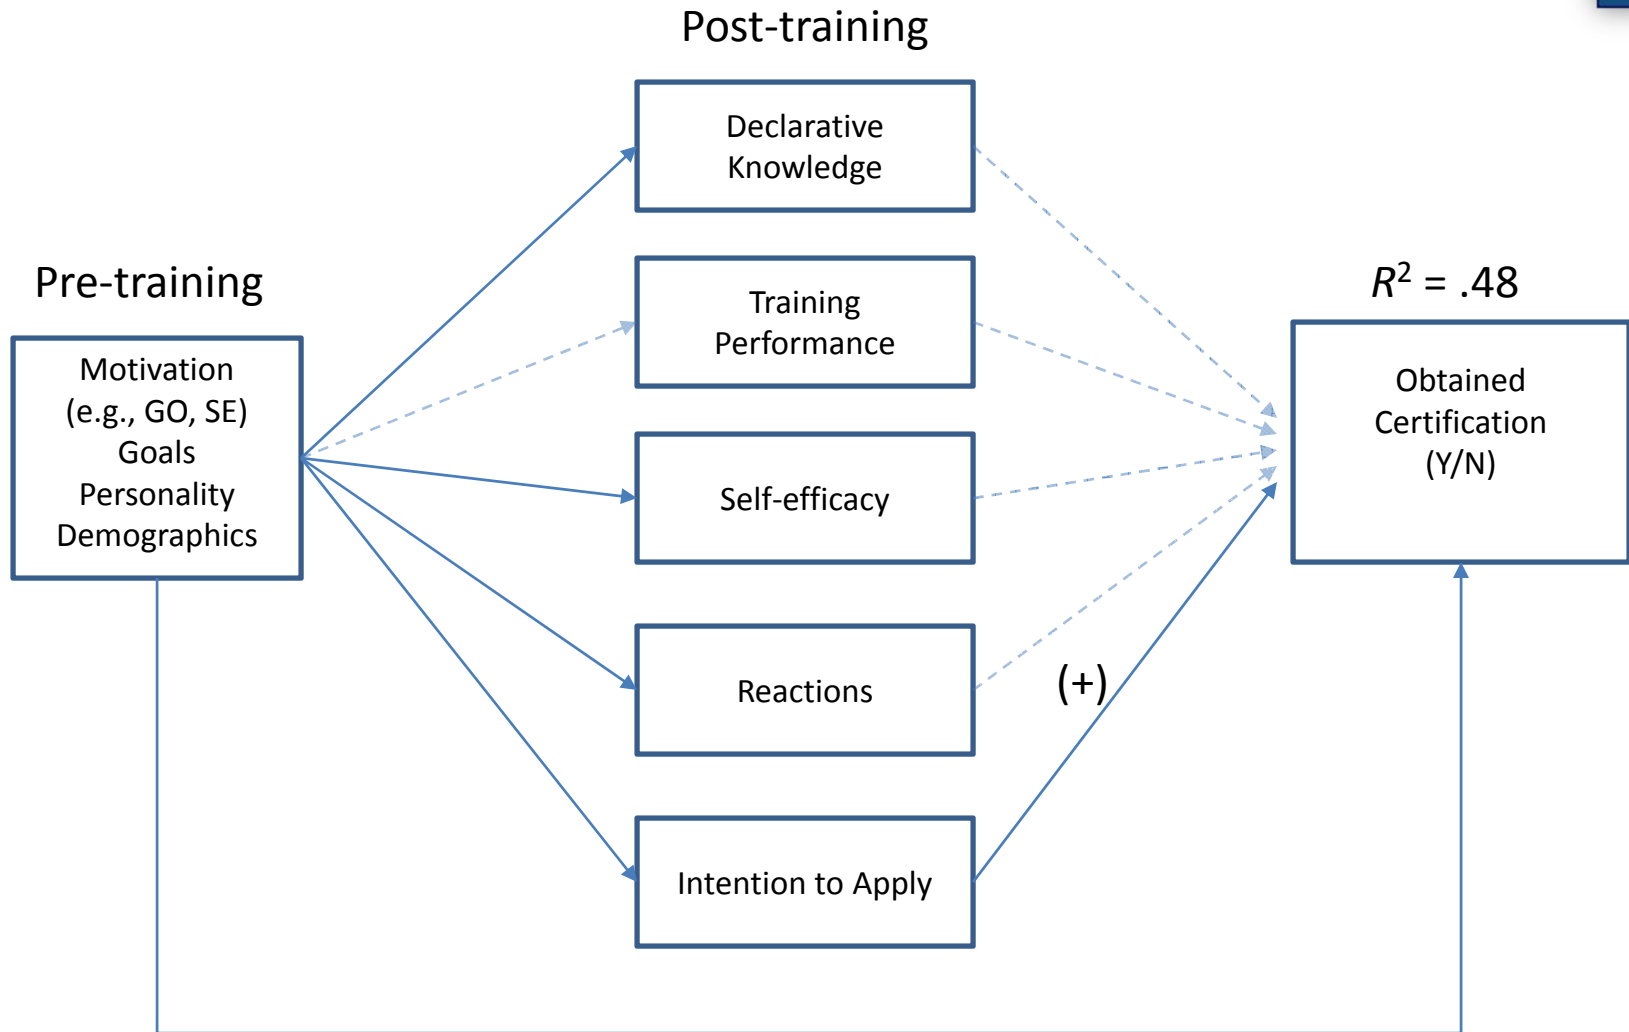 Post-training
Declarative
Knowledge
Pre-training
Motivation
(e.g., GO, SE)
Goals
Personality
Demographics
Training
Performance
Self-efficacy
Reactions
Intention to Apply
(+)
R² = .48
Obtained
Certification
(Y/N)